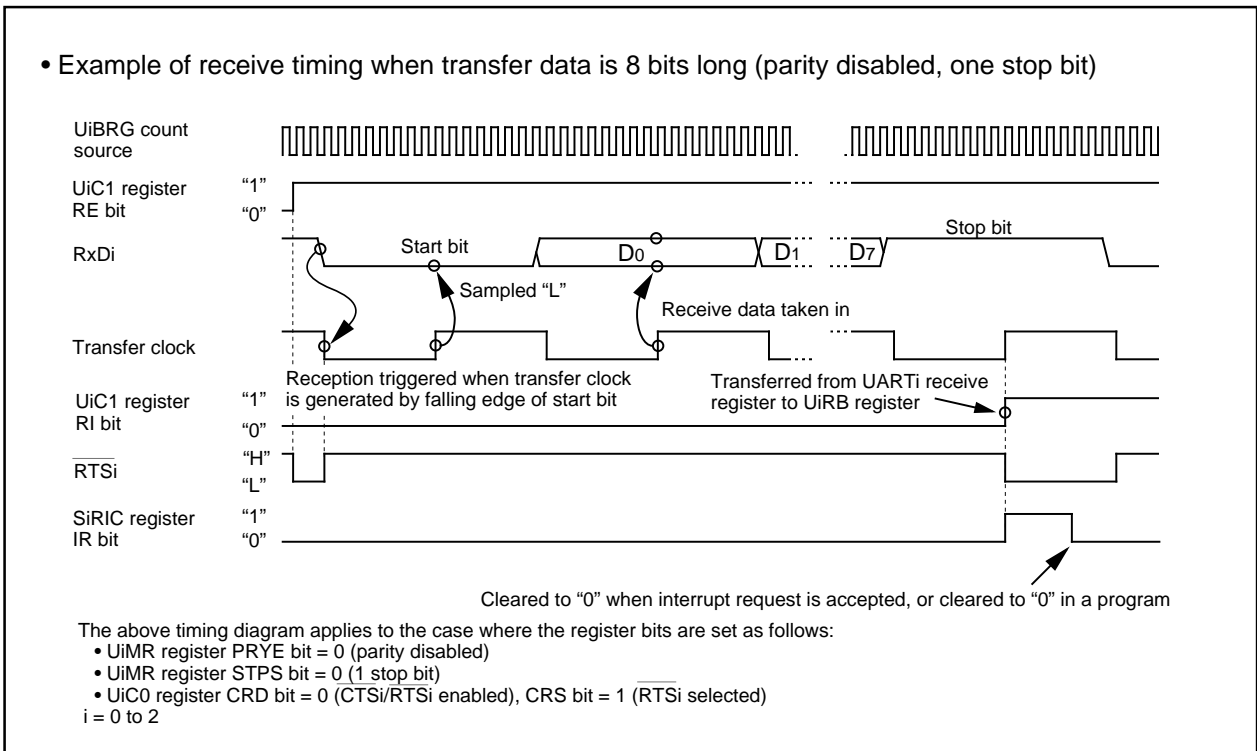 • Example of receive timing when transfer data is 8 bits long (parity disabled, one stop bit)
UiBRG count
source
UiC1 register
RE bit
“1”
“0”
RxDi
Start bit
D0
D1
D7
Stop bit
Sampled “L”
Receive data taken in
Transfer clock
Reception triggered when transfer clock
is generated by falling edge of start bit
Transferred from UARTi receive
register to UiRB register
UiC1 register
RI bit
“1”
“0”
RTSi
“H”
“L”
SiRIC register
IR bit
“1”
“0”
Cleared to “0” when interrupt request is accepted, or cleared to “0” in a program
The above timing diagram applies to the case where the register bits are set as follows:
• UiMR register PRYE bit = 0 (parity disabled)
• UiMR register STPS bit = 0 (1 stop bit)
• UiC0 register CRD bit = 0 (CTSi/RTSi enabled), CRS bit = 1 (RTSi selected)
i = 0 to 2